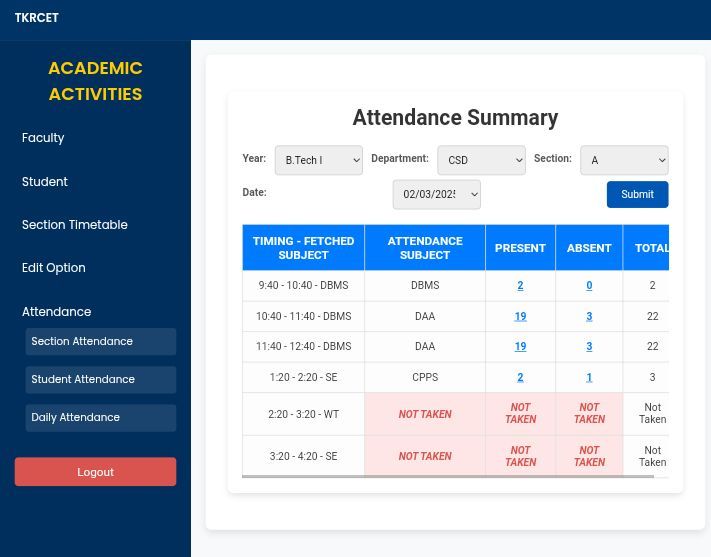 TKRCET
ACADEMIC
ACTIVITIES
Faculty
Student
Section Timetable
Edit Option
Attendance
Section Attendance
Student Attendance
Daily Attendance
Logout
Attendance Summary
Year: B.Tech I Department: CSD Section: A
Date: 02/03/2025 Submit
TIMING - FETCHED SUBJECT ATTENDANCE SUBJECT PRESENT ABSENT TOTAL
9:40 - 10:40 - DBMS DBMS 2 0 2
10:40 - 11:40 - DBMS DAA 19 3 22
11:40 - 12:40 - DBMS DAA 19 3 22
1:20 - 2:20 - SE CPPS 2 1 3
2:20 - 3:20 - WT NOT TAKEN NOT TAKEN NOT TAKEN Not Taken
3:20 - 4:20 - SE NOT TAKEN NOT TAKEN NOT TAKEN Not Taken